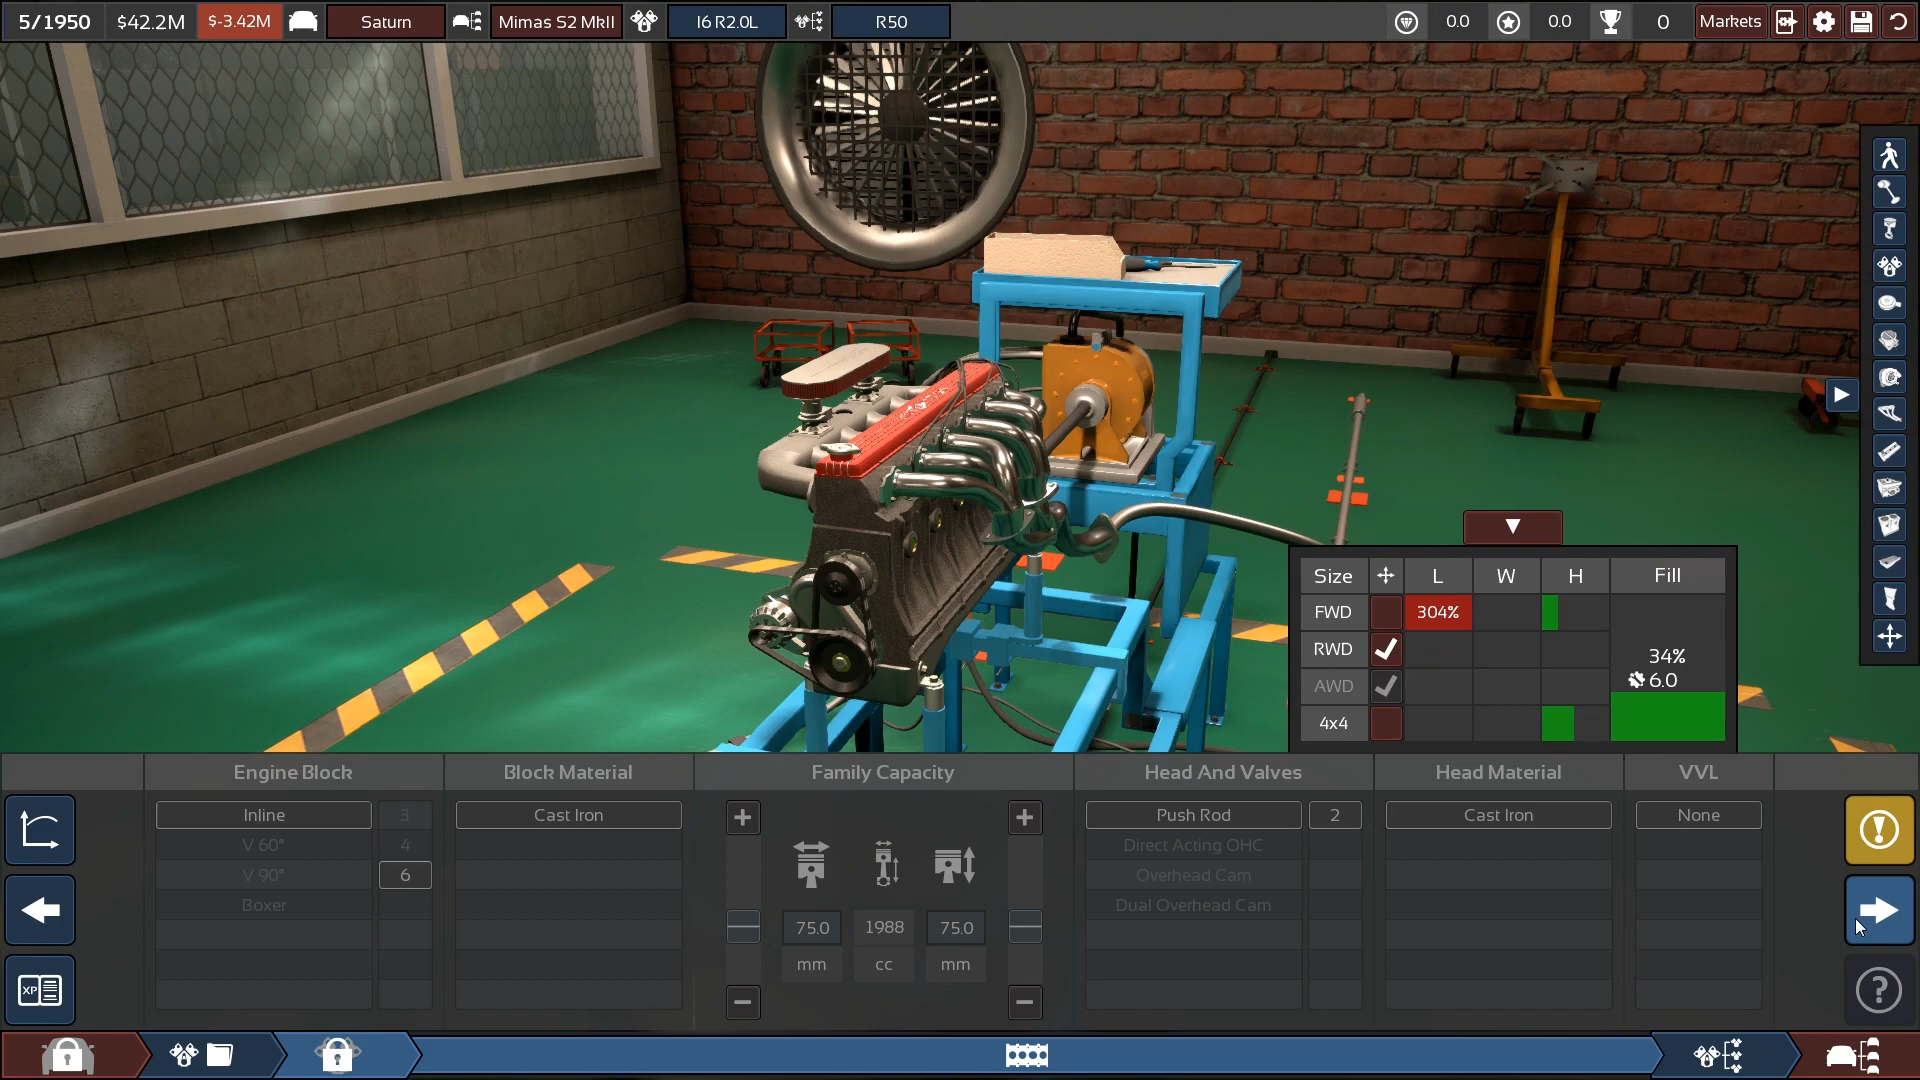 5/1950 $42.2M $-3.42M Saturn Mimas S2 MkII I6 R2.0L R50 0.0 0.0 0 Markets
Size L W H Fill
FWD 304%
RWD
34%
6.0
AWD
4x4
Engine Block Block Material Family Capacity Head And Valves Head Material VVL
Inline 3 Cast Iron Push Rod 2 Cast Iron None
V 60° 4 Direct Acting OHC
V 90° 6 Overhead Cam
Boxer Dual Overhead Cam
75.0 1988 75.0
mm cc mm
XP
?